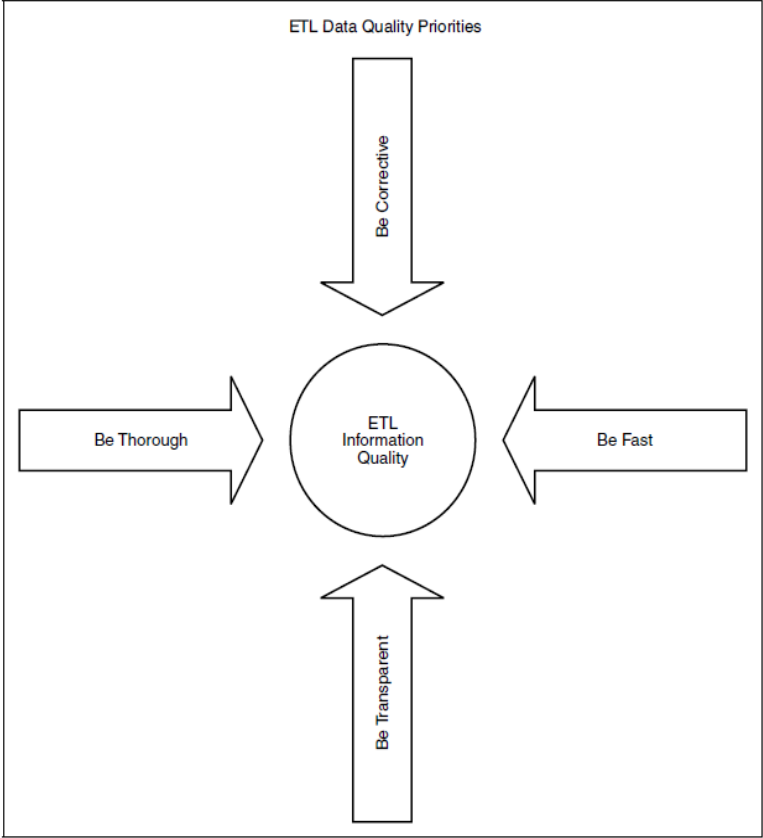 ETL Data Quality Priorities
Be Corrective
Be Thorough
ETL
Information
Quality
Be Fast
Be Transparent